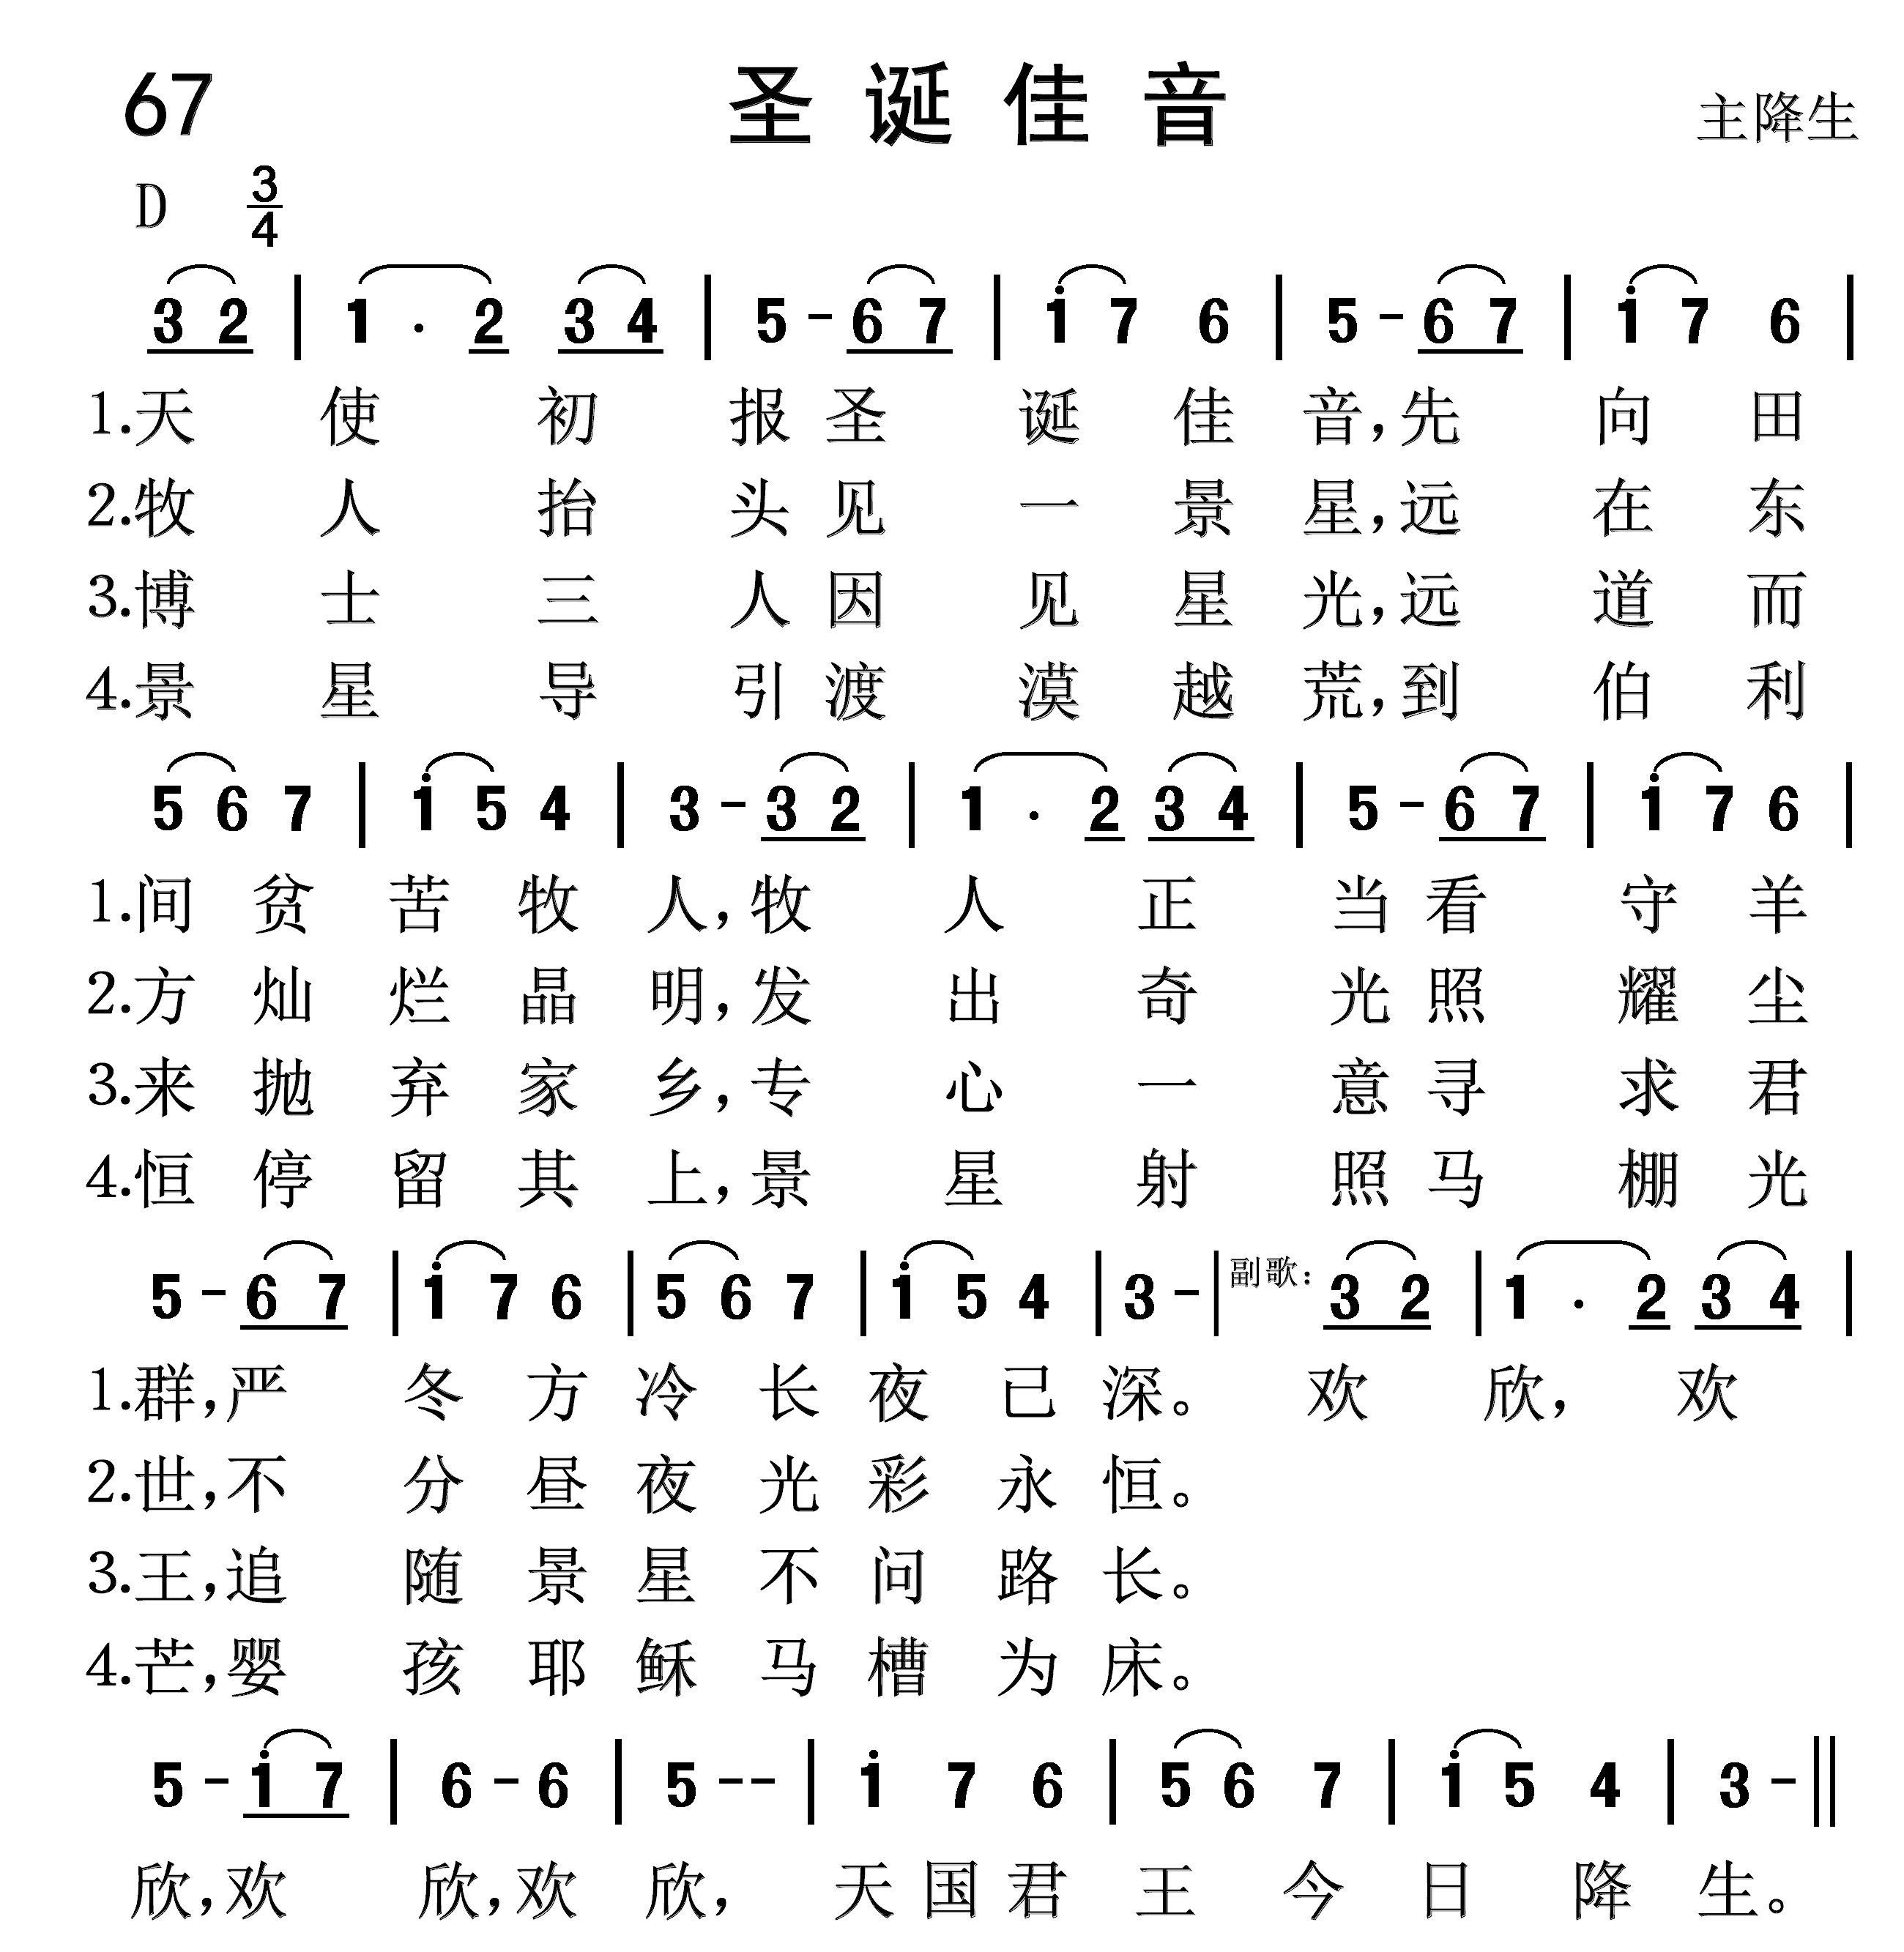 67 圣诞佳音 主降生
D 3/4
3 2 | 1 . 2 3 4 | 5 - 6 7 | i 7 6 | 5 - 6 7 | i 7 6 |
1.天 使 初 报 圣 诞 佳 音,先 向 田
2.牧 人 抬 头 见 一 景 星,远 在 东
3.博 士 三 人 因 见 星 光,远 道 而
4.景 星 导 引 渡 漠 越 荒,到 伯 利
5 6 7 | i 5 4 | 3 - 3 2 | 1 . 2 3 4 | 5 - 6 7 | i 7 6 |
1.间 贫 苦 牧 人,牧 人 正 当 看 守 羊
2.方 灿 烂 晶 明,发 出 奇 光 照 耀 尘
3.来 抛 弃 家 乡,专 心 一 意 寻 求 君
4.恒 停 留 其 上,景 星 射 照 马 棚 光
5 - 6 7 | i 7 6 | 5 6 7 | i 5 4 | 3 - | 副歌: 3 2 | 1 . 2 3 4 |
1.群,严 冬 方 冷 长 夜 已 深。 欢 欣, 欢
2.世,不 分 昼 夜 光 彩 永 恒。
3.王,追 随 景 星 不 问 路 长。
4.芒,婴 孩 耶 稣 马 槽 为 床。
5 - i 7 | 6 - 6 | 5 - - | i 7 6 | 5 6 7 | i 5 4 | 3 - ||
欣,欢 欣,欢 欣, 天 国 君 王 今 日 降 生。